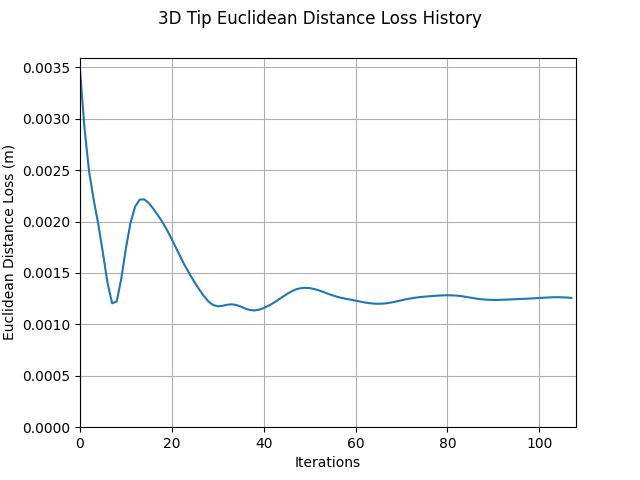 3D Tip Euclidean Distance Loss History
Euclidean Distance Loss (m)
0.0035
0.0030
0.0025
0.0020
0.0015
0.0010
0.0005
0.0000
0 20 40 60 80 100
Iterations